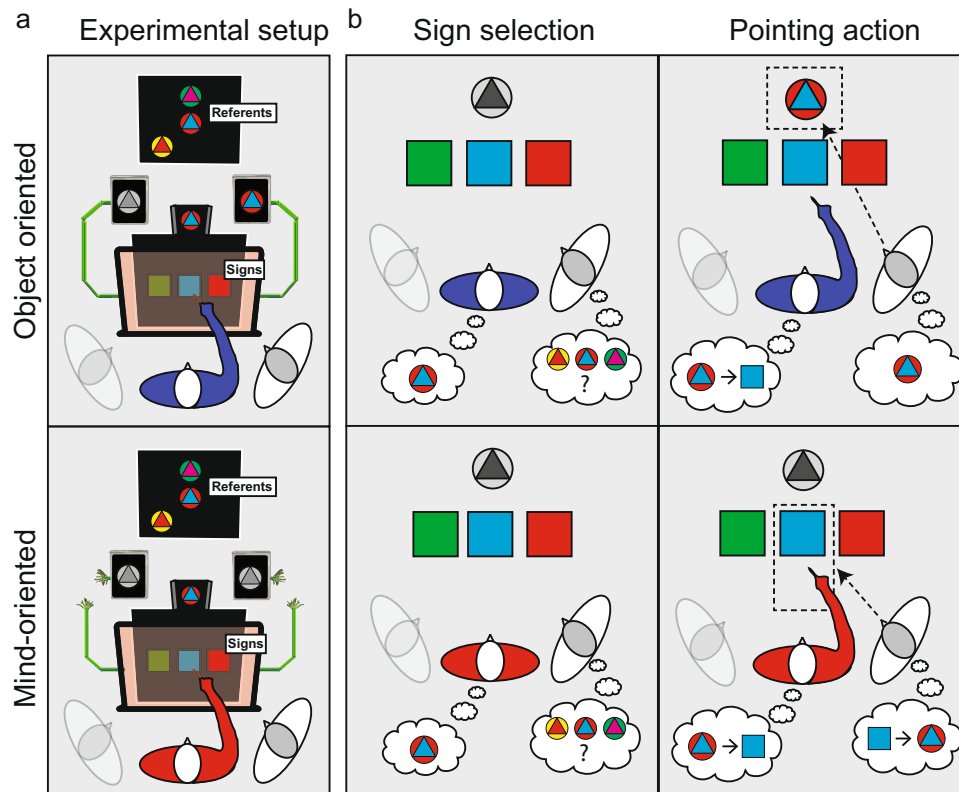 a
Experimental setup
b
Sign selection
Pointing action
Object oriented
Referents
Signs
?
Mind-oriented
Referents
Signs
?